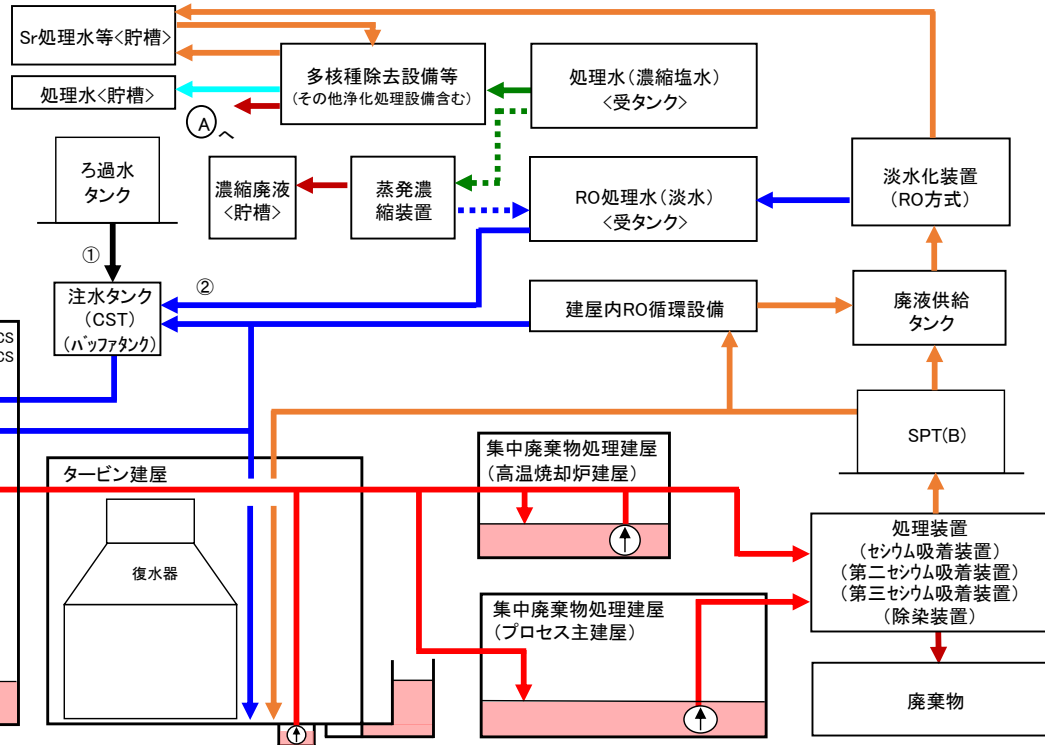 Sr処理水等<貯槽>
処理水<貯槽>
多核種除去設備等
(その他浄化処理設備含む)
処理水(濃縮塩水)
<受タンク>
Aへ
ろ過水
タンク
濃縮廃液
<貯槽>
蒸発濃
縮装置
RO処理水(淡水)
<受タンク>
淡水化装置
(RO方式)
①
②
注水タンク
(CST)
(バッファタンク)
建屋内RO循環設備
廃液供給
タンク
CS
CS
SPT(B)
タービン建屋
復水器
集中廃棄物処理建屋
(高温焼却炉建屋)
集中廃棄物処理建屋
(プロセス主建屋)
処理装置
(セシウム吸着装置)
(第二セシウム吸着装置)
(第三セシウム吸着装置)
(除染装置)
廃棄物